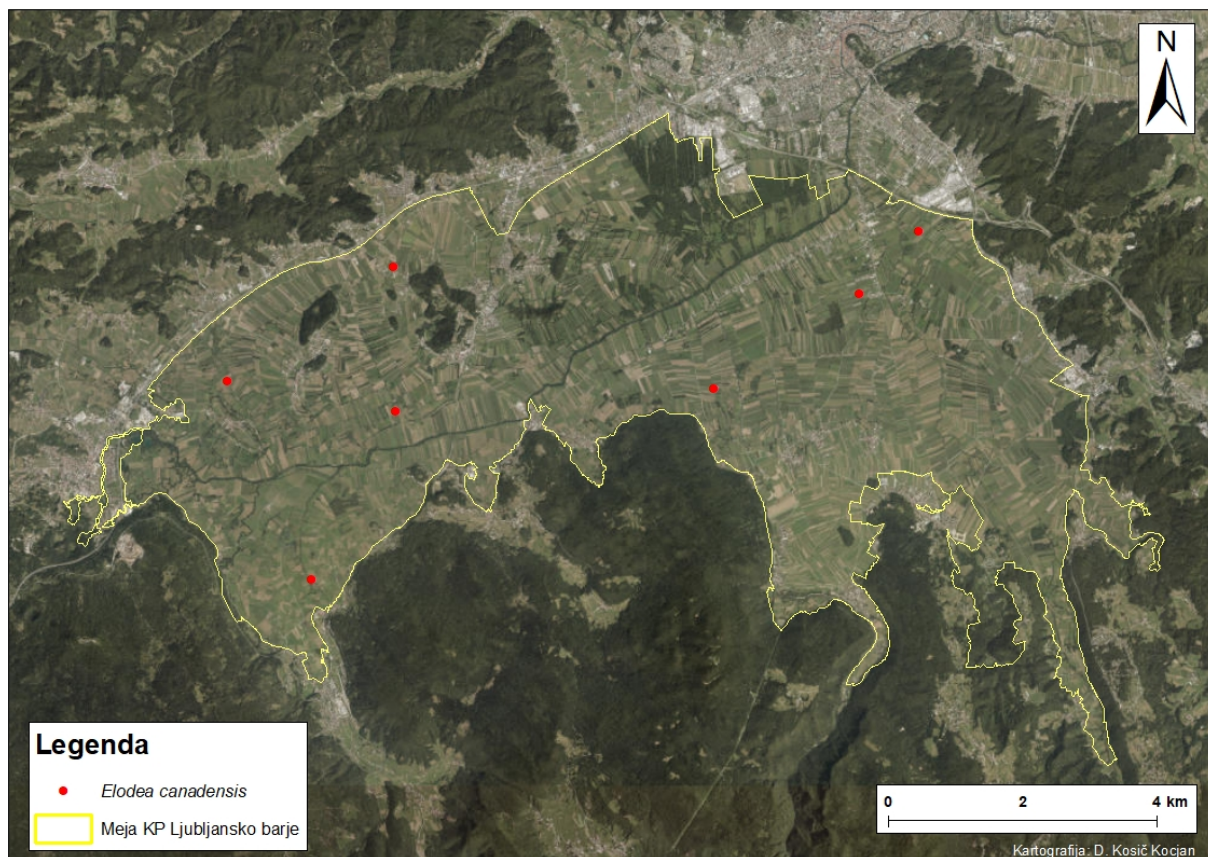 N
Legenda
Elodea canadensis
Meja KP Ljubljansko barje
0 2 4 km
Kartografija: D. Kosič Kocjan